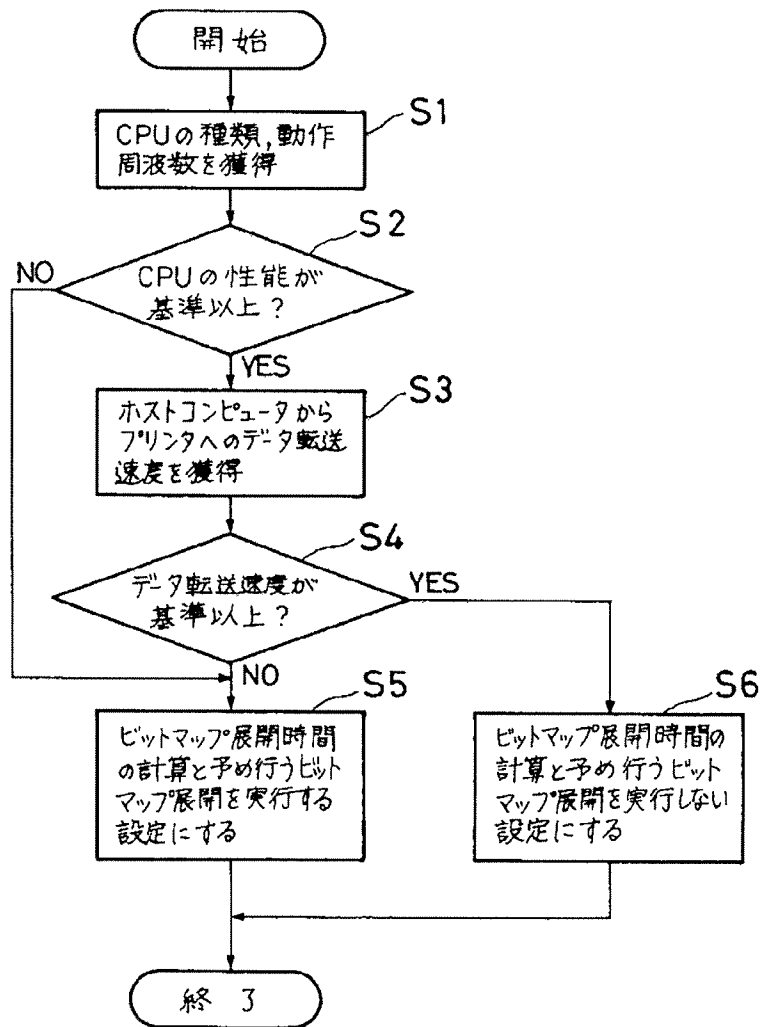 開始
S1
CPUの種類,動作
周波数を獲得
S2
NO
CPUの性能が
基準以上?
YES
S3
ホストコンピュータから
プリンタへのデータ転送
速度を獲得
S4
データ転送速度が
基準以上?
YES
NO
S5
ビットマップ展開時間
の計算と予め行うビット
マップ展開を実行する
設定にする
S6
ビットマップ展開時間の
計算と予め行うビット
マップ展開を実行しない
設定にする
終了